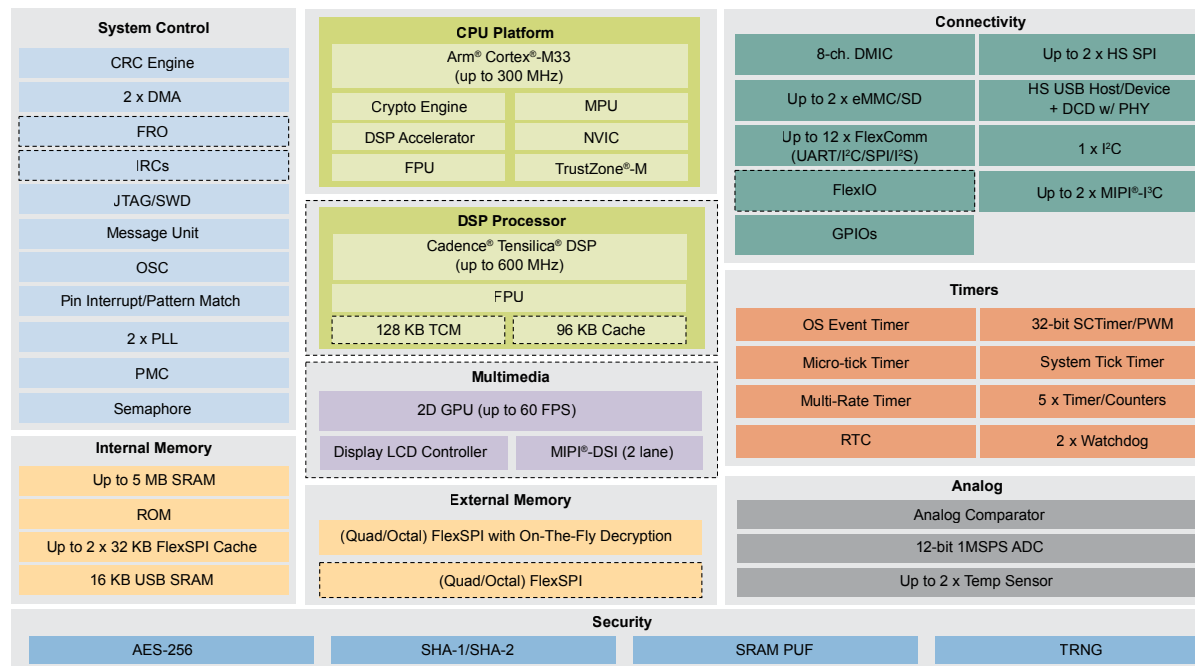 System Control
CRC Engine
2 x DMA
FRO
IRCs
JTAG/SWD
Message Unit
OSC
Pin Interrupt/Pattern Match
2 x PLL
PMC
Semaphore
Internal Memory
Up to 5 MB SRAM
ROM
Up to 2 x 32 KB FlexSPI Cache
16 KB USB SRAM
CPU Platform
Arm® Cortex®-M33
(up to 300 MHz)
Crypto Engine
MPU
DSP Accelerator
NVIC
FPU
TrustZone®-M
DSP Processor
Cadence® Tensilica® DSP
(up to 600 MHz)
FPU
128 KB TCM
96 KB Cache
Multimedia
2D GPU (up to 60 FPS)
Display LCD Controller
MIPI®-DSI (2 lane)
External Memory
(Quad/Octal) FlexSPI with On-The-Fly Decryption
(Quad/Octal) FlexSPI
Connectivity
8-ch. DMIC
Up to 2 x HS SPI
Up to 2 x eMMC/SD
HS USB Host/Device
+ DCD w/ PHY
Up to 12 x FlexComm
(UART/I²C/SPI/I²S)
1 x I²C
FlexIO
Up to 2 x MIPI®-I³C
GPIOs
Timers
OS Event Timer
32-bit SCTimer/PWM
Micro-tick Timer
System Tick Timer
Multi-Rate Timer
5 x Timer/Counters
RTC
2 x Watchdog
Analog
Analog Comparator
12-bit 1MSPS ADC
Up to 2 x Temp Sensor
Security
AES-256
SHA-1/SHA-2
SRAM PUF
TRNG